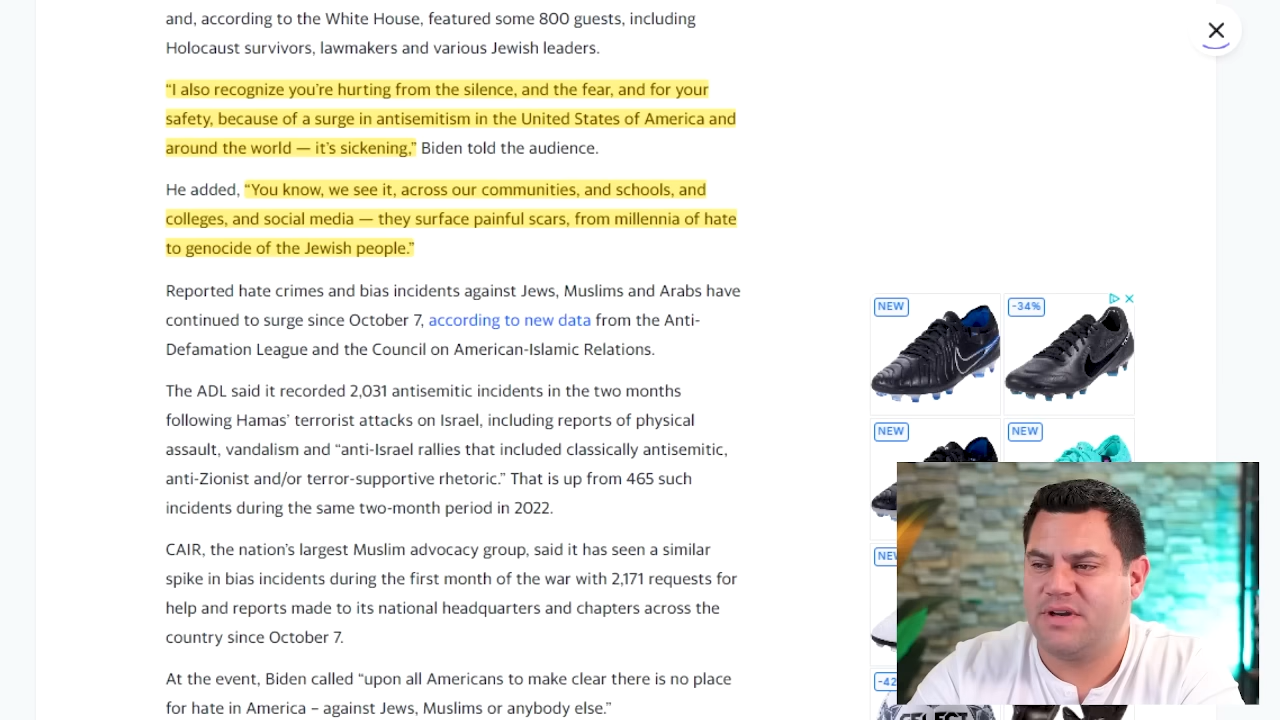 and, according to the White House, featured some 800 guests, including
Holocaust survivors, lawmakers and various Jewish leaders.
“I also recognize you’re hurting from the silence, and the fear, and for your
safety, because of a surge in antisemitism in the United States of America and
around the world — it’s sickening,” Biden told the audience.
He added, “You know, we see it, across our communities, and schools, and
colleges, and social media — they surface painful scars, from millennia of hate
to genocide of the Jewish people.”
Reported hate crimes and bias incidents against Jews, Muslims and Arabs have
continued to surge since October 7, according to new data from the Anti-
Defamation League and the Council on American-Islamic Relations.
The ADL said it recorded 2,031 antisemitic incidents in the two months
following Hamas’ terrorist attacks on Israel, including reports of physical
assault, vandalism and “anti-Israel rallies that included classically antisemitic,
anti-Zionist and/or terror-supportive rhetoric.” That is up from 465 such
incidents during the same two-month period in 2022.
CAIR, the nation’s largest Muslim advocacy group, said it has seen a similar
spike in bias incidents during the first month of the war with 2,171 requests for
help and reports made to its national headquarters and chapters across the
country since October 7.
At the event, Biden called “upon all Americans to make clear there is no place
for hate in America – against Jews, Muslims or anybody else.”
NEW
-34%
NEW
NEW